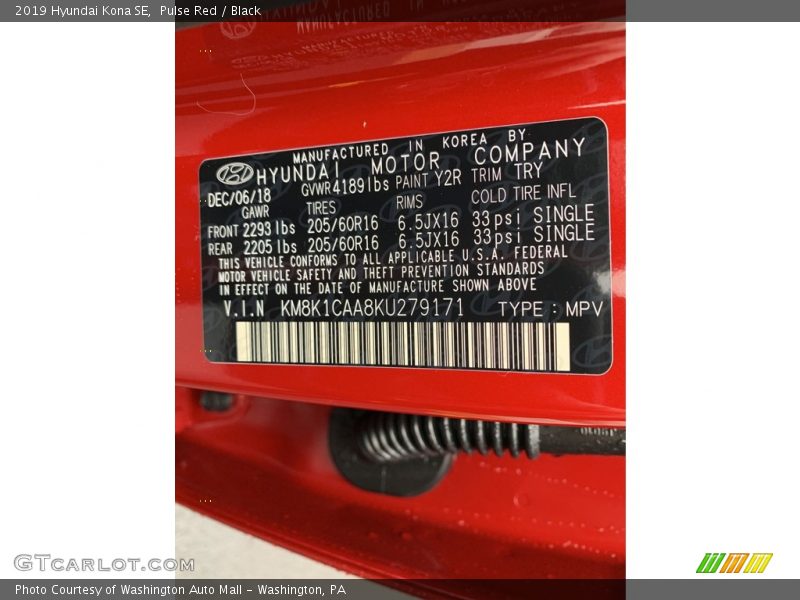 2019 Hyundai Kona SE, Pulse Red / Black
MANUFACTURED IN KOREA BY
HYUNDAI MOTOR COMPANY
DEC/06/18 GVWR 4189 lbs PAINT Y2R TRIM TRY
GAWR TIRES RIMS COLD TIRE INFL
FRONT 2293 lbs 205/60R16 6.5JX16 33psi SINGLE
REAR 2205 lbs 205/60R16 6.5JX16 33psi SINGLE
THIS VEHICLE CONFORMS TO ALL APPLICABLE U.S.A. FEDERAL
MOTOR VEHICLE SAFETY AND THEFT PREVENTION STANDARDS
IN EFFECT ON THE DATE OF MANUFACTURE SHOWN ABOVE
V.I.N KM8K1CAA8KU279171 TYPE : MPV
GTCARLOT.COM
Photo Courtesy of Washington Auto Mall - Washington, PA